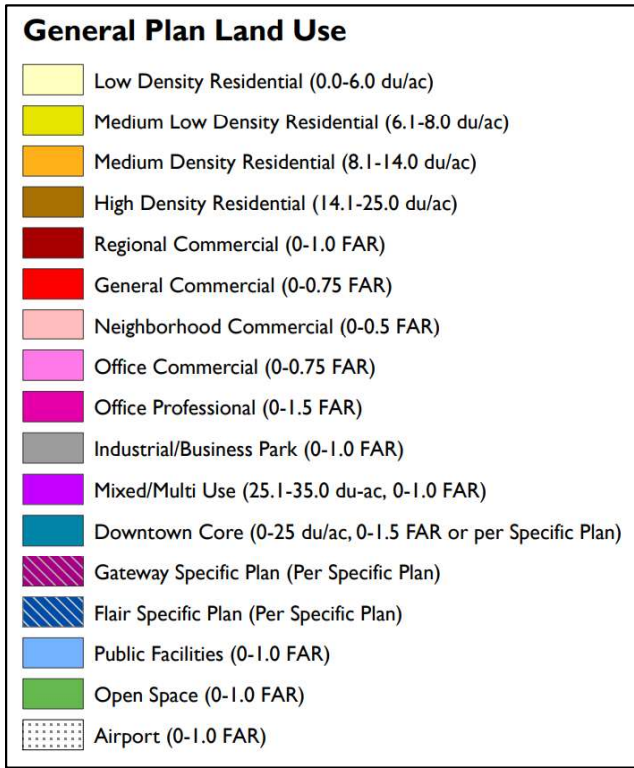 General Plan Land Use
Low Density Residential (0.0-6.0 du/ac)
Medium Low Density Residential (6.1-8.0 du/ac)
Medium Density Residential (8.1-14.0 du/ac)
High Density Residential (14.1-25.0 du/ac)
Regional Commercial (0-1.0 FAR)
General Commercial (0-0.75 FAR)
Neighborhood Commercial (0-0.5 FAR)
Office Commercial (0-0.75 FAR)
Office Professional (0-1.5 FAR)
Industrial/Business Park (0-1.0 FAR)
Mixed/Multi Use (25.1-35.0 du-ac, 0-1.0 FAR)
Downtown Core (0-25 du/ac, 0-1.5 FAR or per Specific Plan)
Gateway Specific Plan (Per Specific Plan)
Flair Specific Plan (Per Specific Plan)
Public Facilities (0-1.0 FAR)
Open Space (0-1.0 FAR)
Airport (0-1.0 FAR)